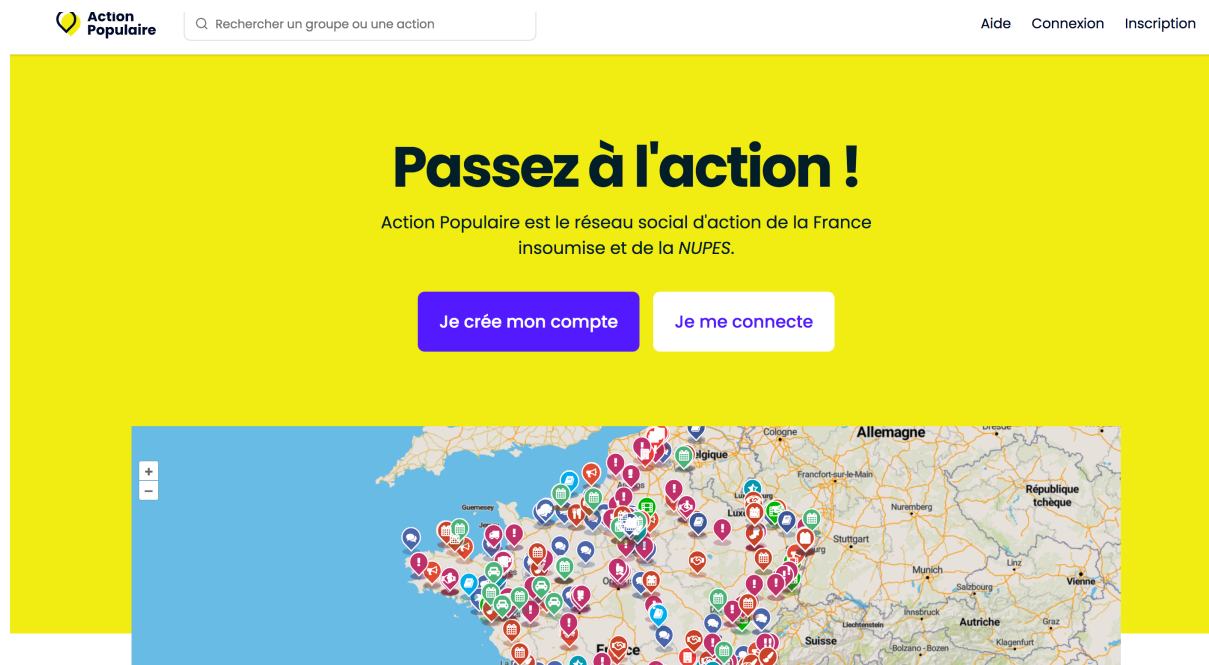 Action
Populaire
Rechercher un groupe ou une action
Aide
Connexion
Inscription
Passez à l'action !
Action Populaire est le réseau social d'action de la France
insoumise et de la NUPES.
Je crée mon compte
Je me connecte
+
−
Cologne
Allemagne
Dresde
Francfort-sur-le-Main
République
tchèque
Guernesey
Nuremberg
Stuttgart
Linz
Munich
Vienne
Salzbourg
Innsbruck
Autriche
Graz
Liechtenstein
Suisse
Klagenfurt
Bolzano - Bozen